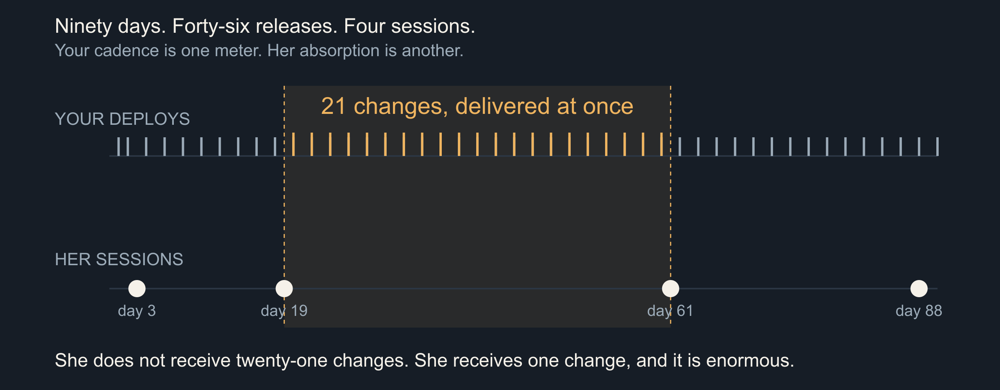 Ninety days. Forty-six releases. Four sessions.
Your cadence is one meter. Her absorption is another.
21 changes, delivered at once
YOUR DEPLOYS
HER SESSIONS
day 3
day 19
day 61
day 88
She does not receive twenty-one changes. She receives one change, and it is enormous.